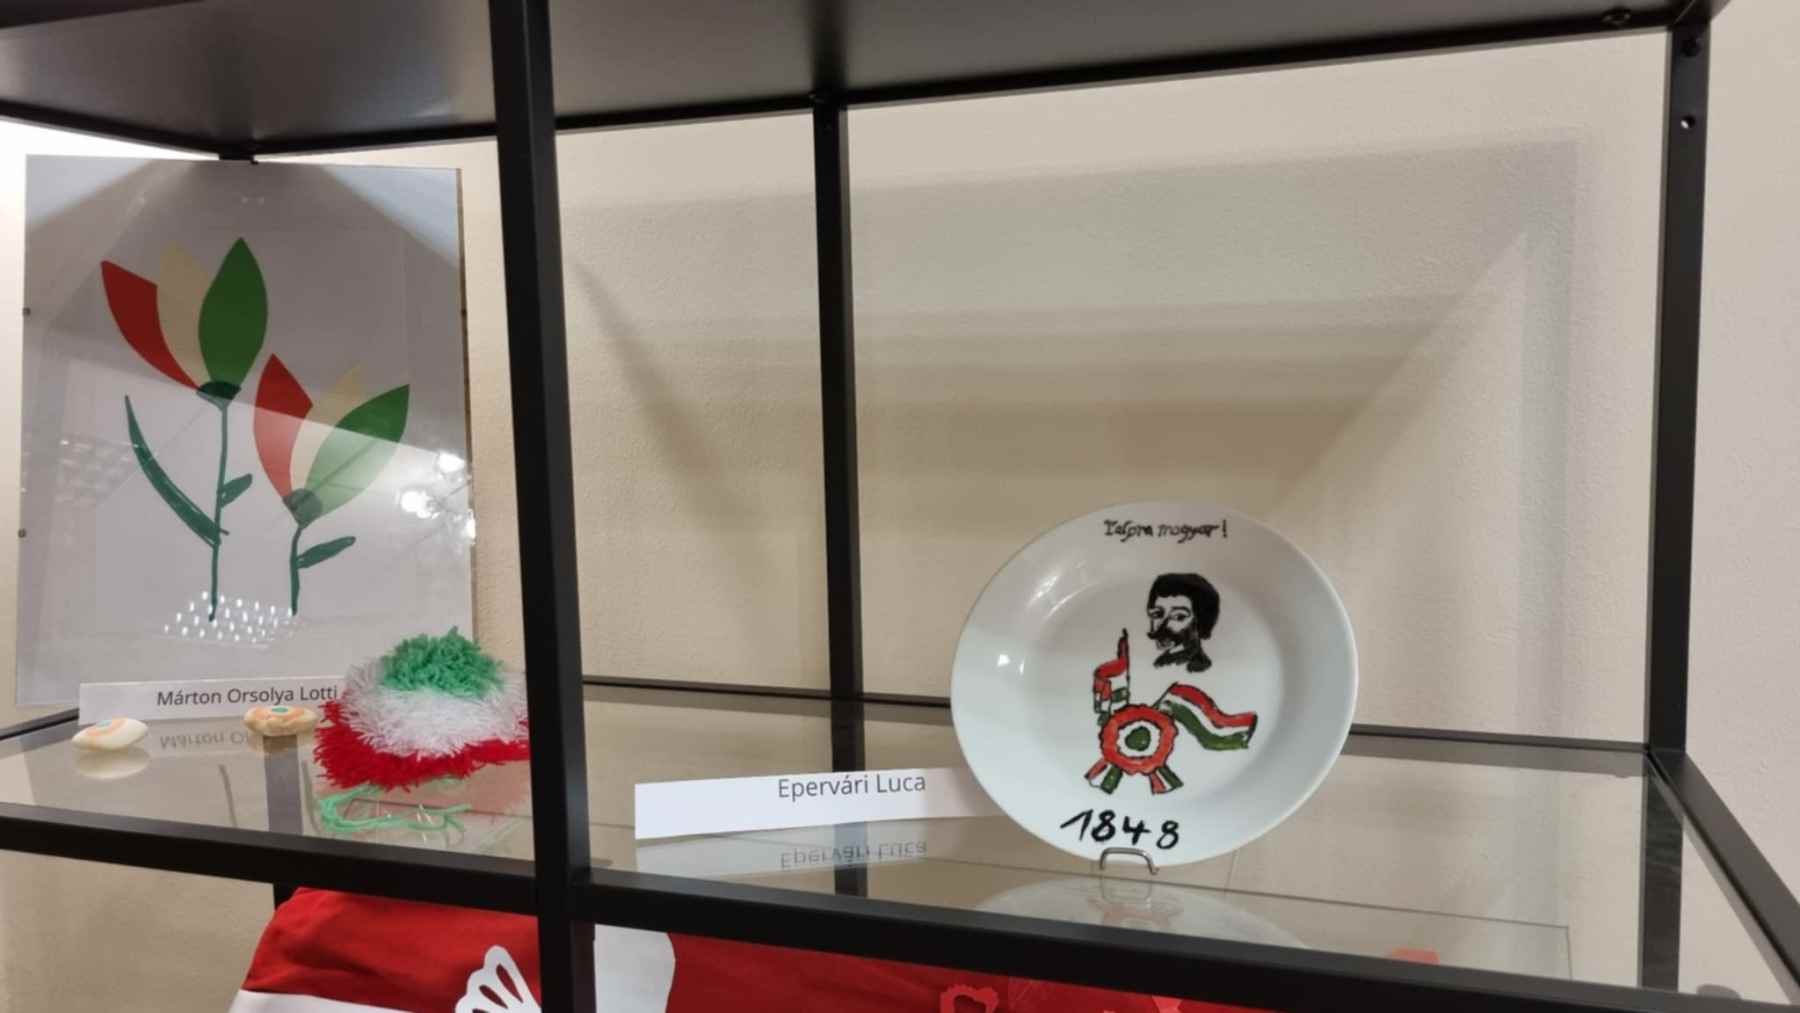 Talpra magyar!
1848
Márton Orsolya Lotti
Epervári Luca